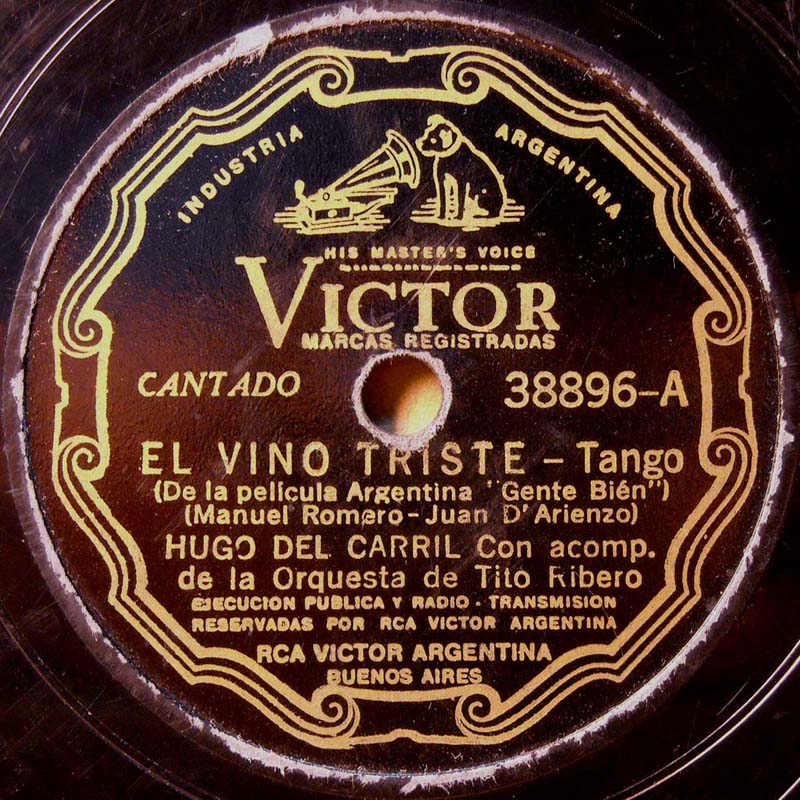 INDUSTRIA ARGENTINA
HIS MASTER'S VOICE
VICTOR
MARCAS REGISTRADAS
CANTADO 38896-A
EL VINO TRISTE - Tango
(De la película Argentina "Gente Bién")
(Manuel Romero-Juan D'Arienzo)
HUGO DEL CARRIL Con acomp.
de la Orquesta de Tito Ribero
EJECUCION PUBLICA Y RADIO-TRANSMISION
RESERVADAS POR RCA VICTOR ARGENTINA
RCA VICTOR ARGENTINA
BUENOS AIRES